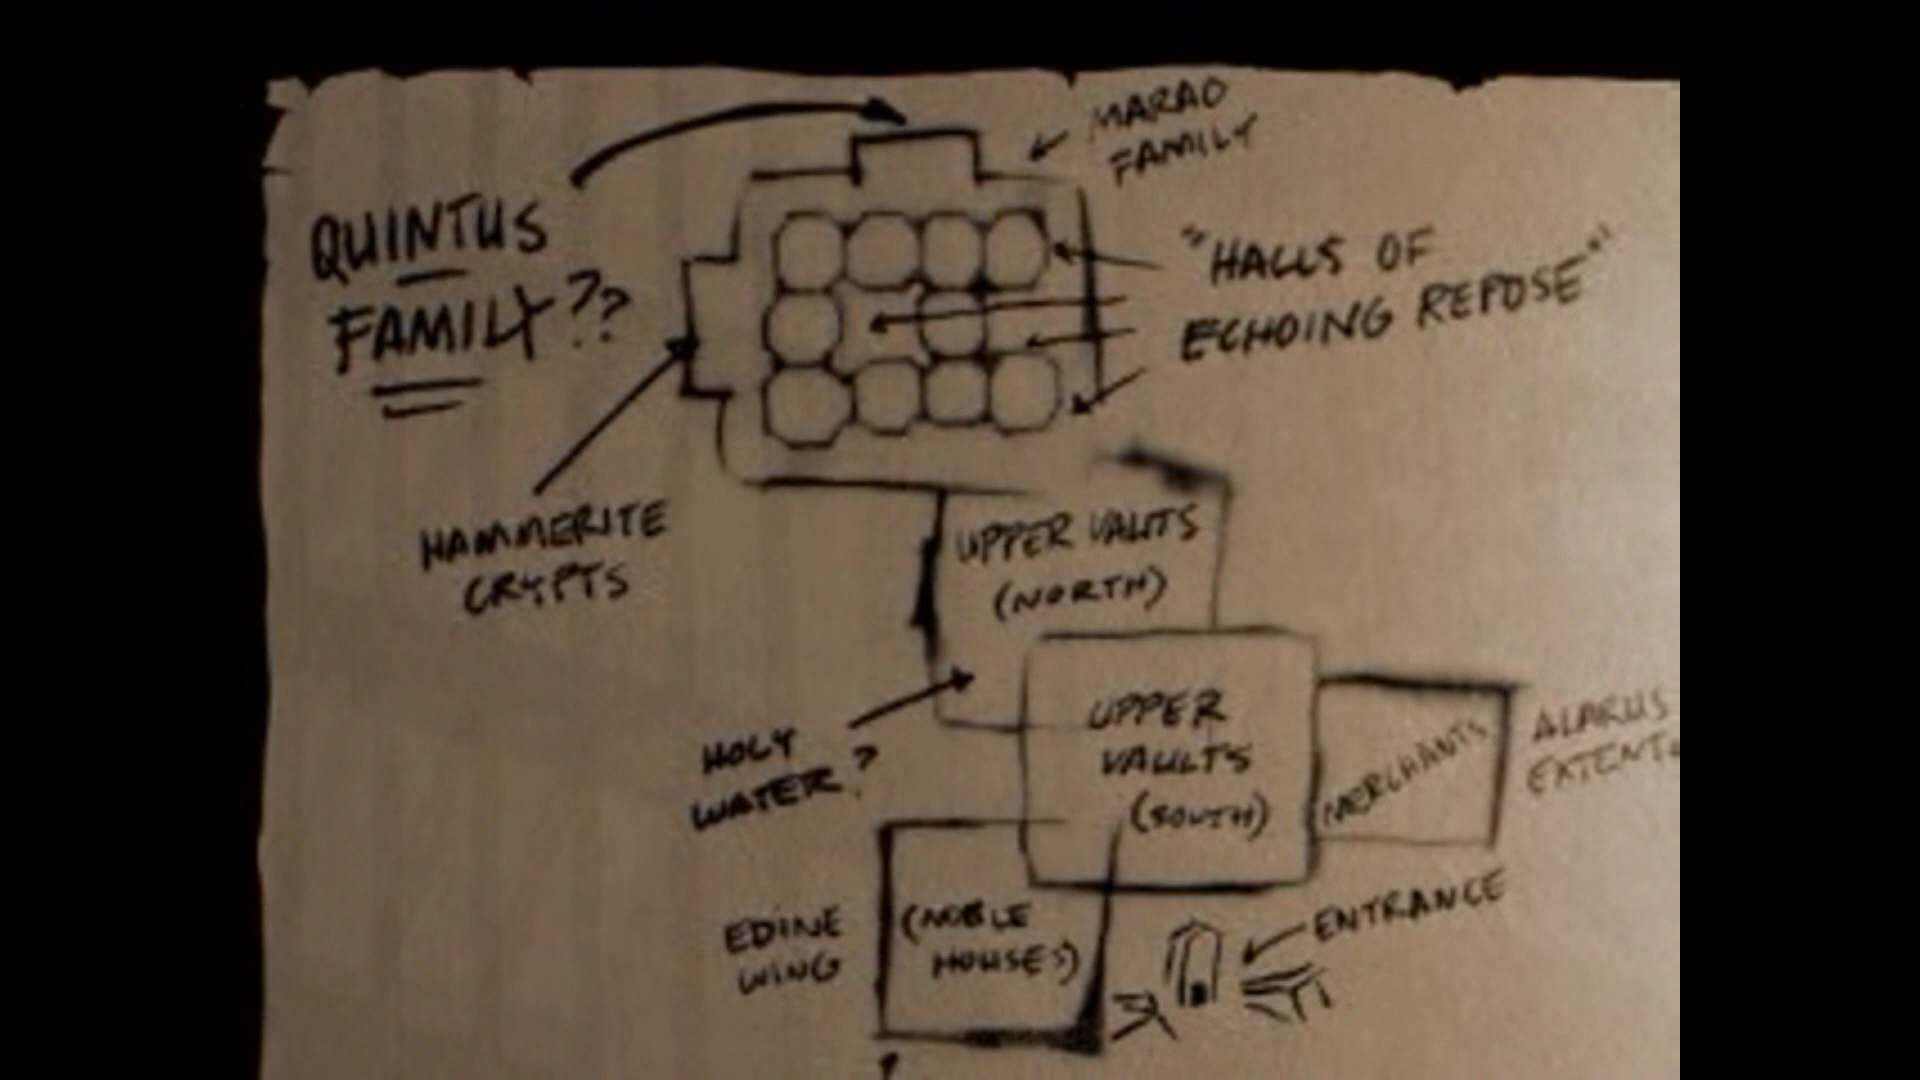 MARAO
FAMILY
QUINTUS
FAMILY??
"HALLS OF
ECHOING REPOSE"
HAMMERITE
CRYPTS
UPPER VAULTS
(NORTH)
HOLY
WATER?
UPPER
VAULTS
(SOUTH)
MERCHANTS
ALARUS
EXTENT
EDINE
WING
(NOBLE
HOUSES)
ENTRANCE